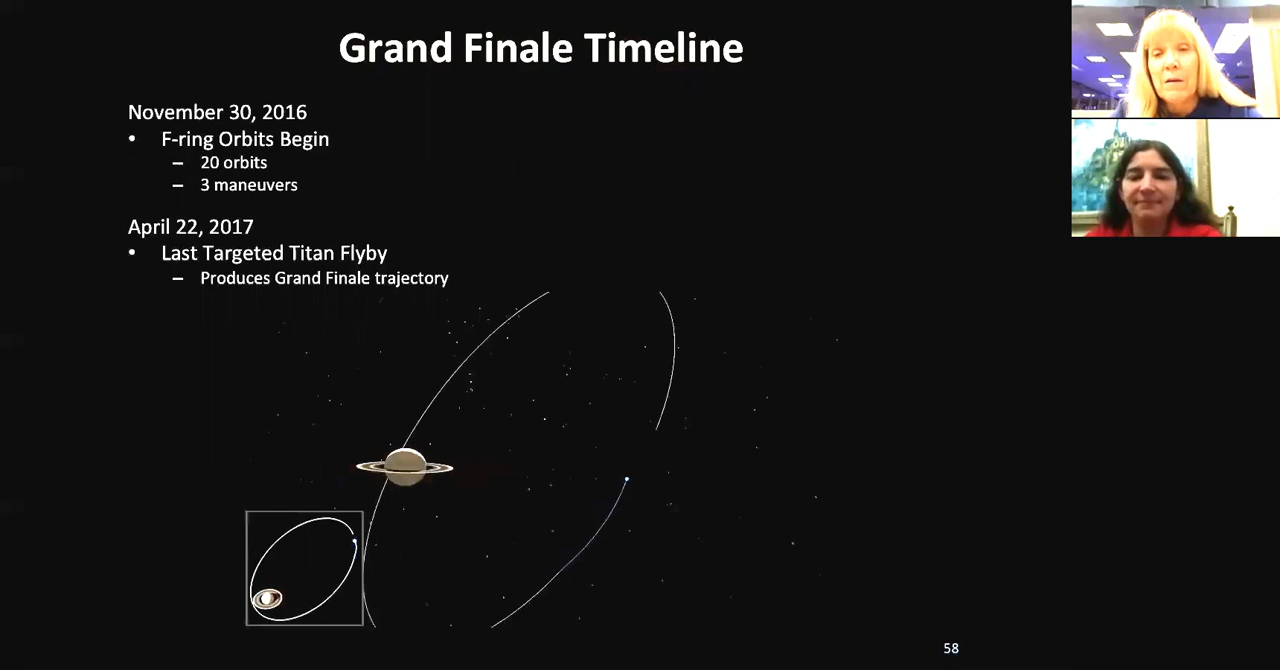 Grand Finale Timeline
November 30, 2016
• F-ring Orbits Begin
– 20 orbits
– 3 maneuvers
April 22, 2017
• Last Targeted Titan Flyby
– Produces Grand Finale trajectory
58